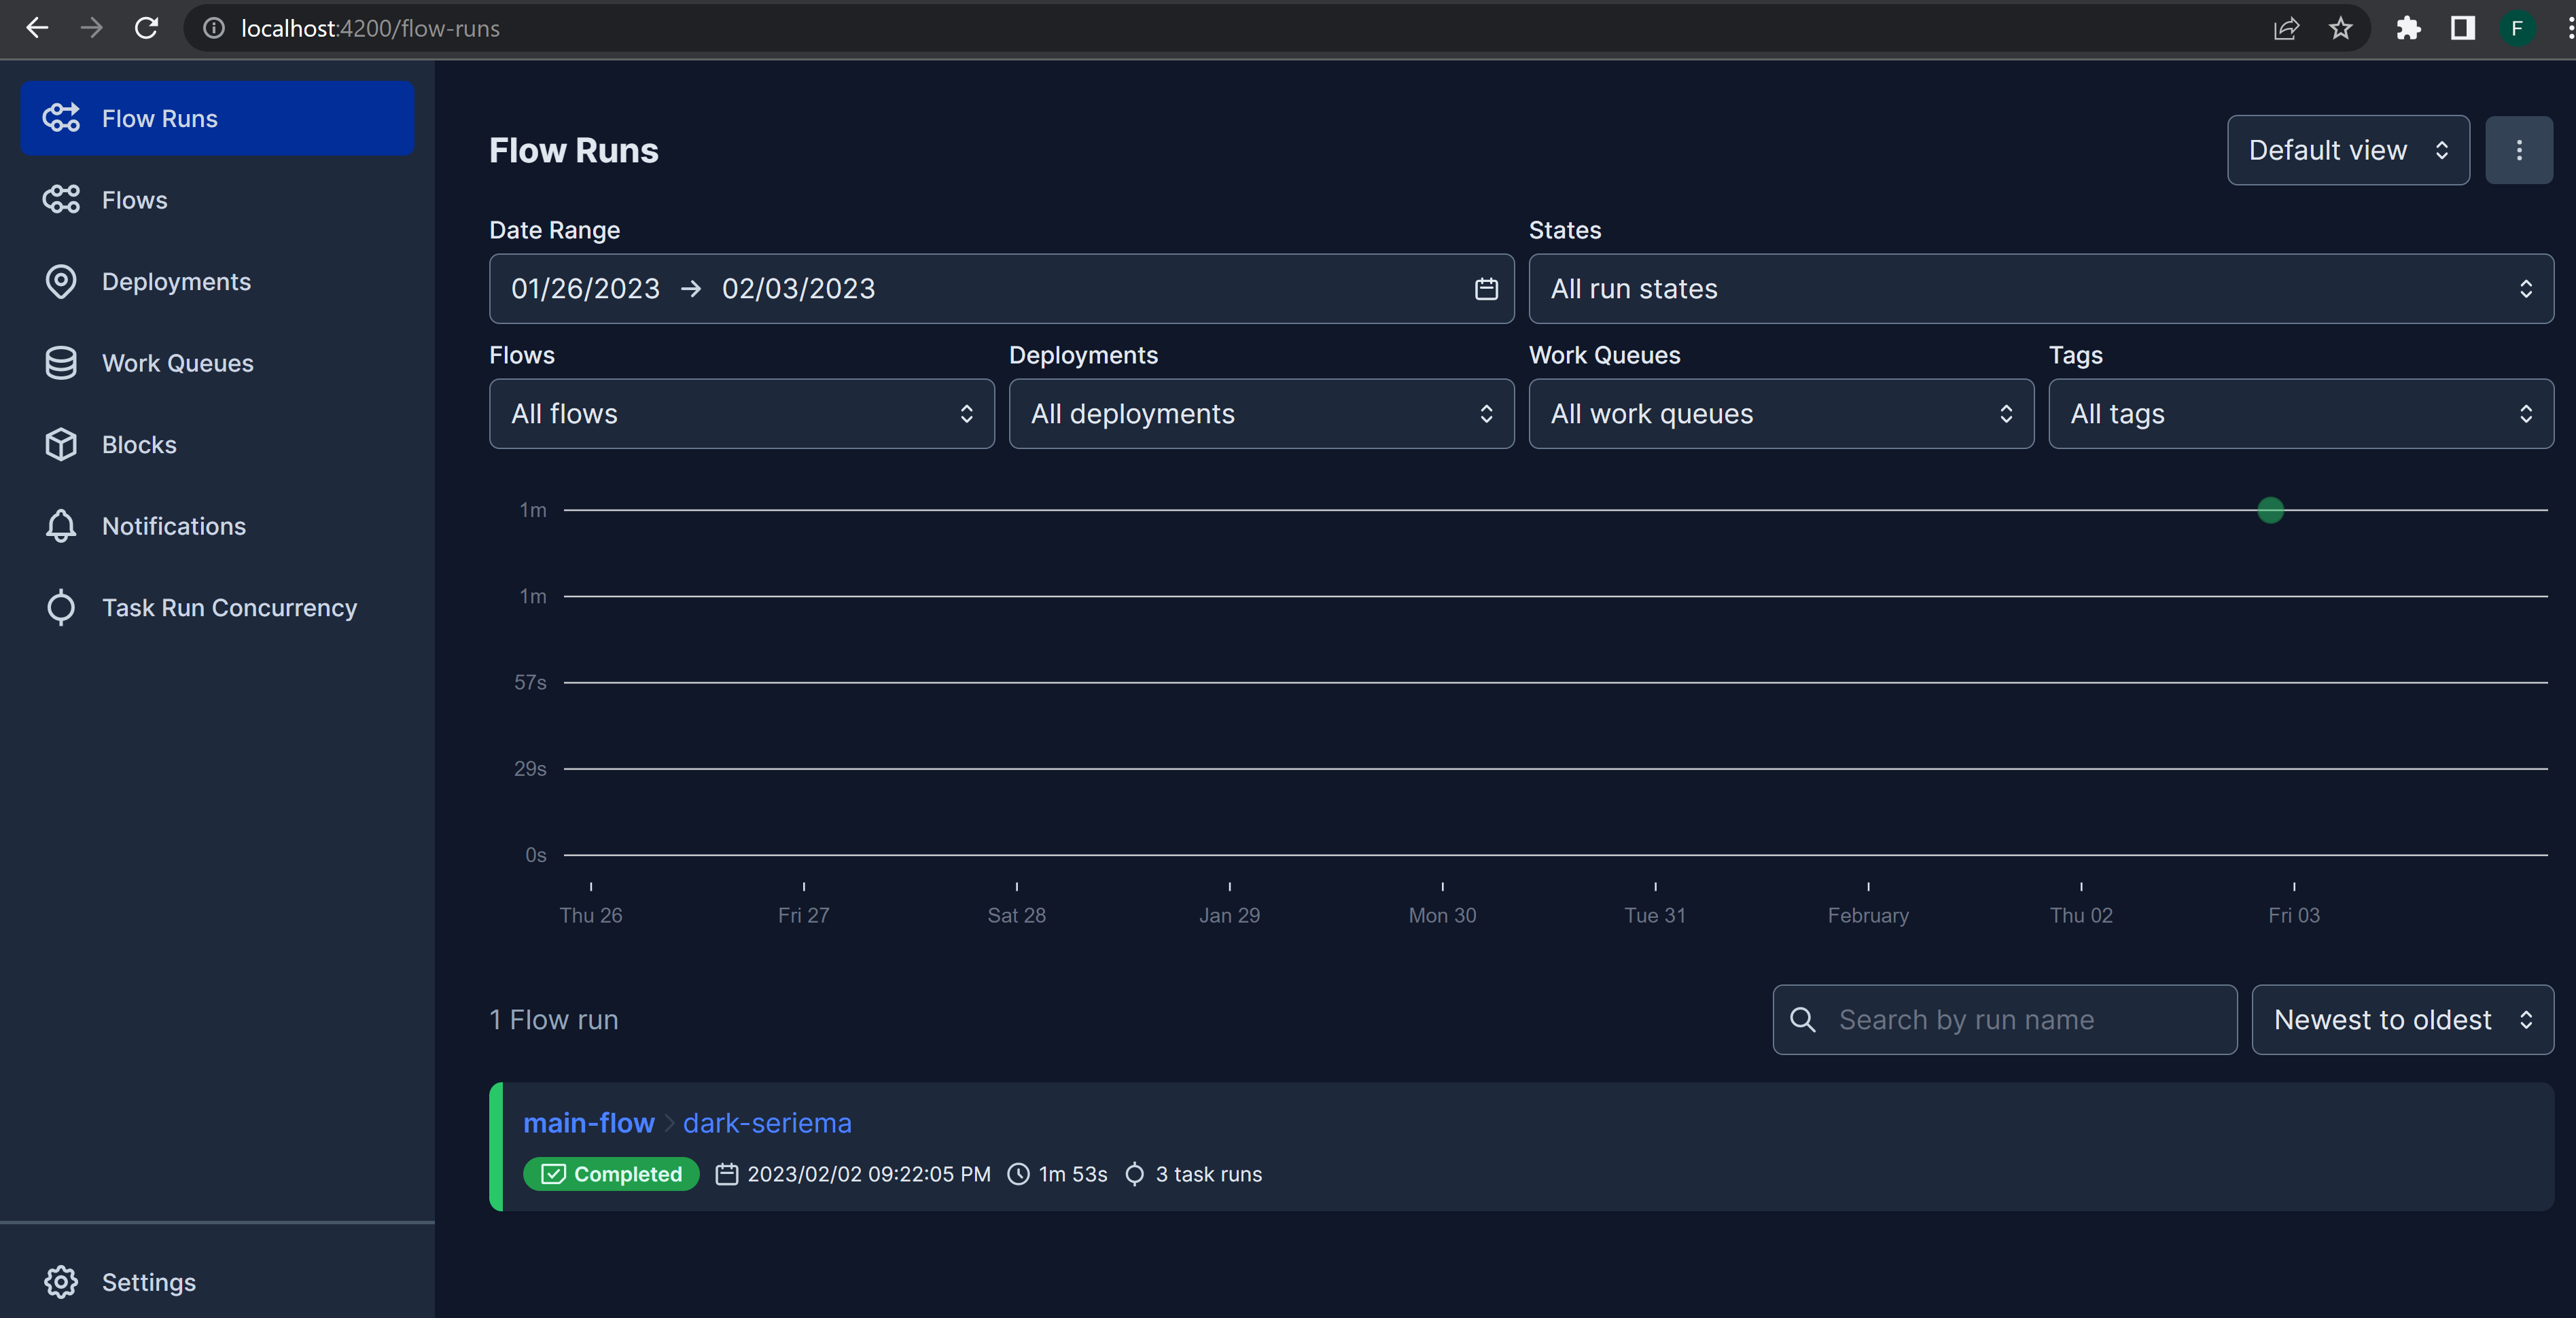 localhost:4200/flow-runs
F
Flow Runs
Flows
Deployments
Work Queues
Blocks
Notifications
Task Run Concurrency
Settings
Flow Runs
Default view
Date Range
States
01/26/2023 → 02/03/2023
All run states
Flows
Deployments
Work Queues
Tags
All flows
All deployments
All work queues
All tags
1m
1m
57s
29s
0s
Thu 26
Fri 27
Sat 28
Jan 29
Mon 30
Tue 31
February
Thu 02
Fri 03
1 Flow run
Search by run name
Newest to oldest
main-flow > dark-seriema
Completed 2023/02/02 09:22:05 PM 1m 53s 3 task runs